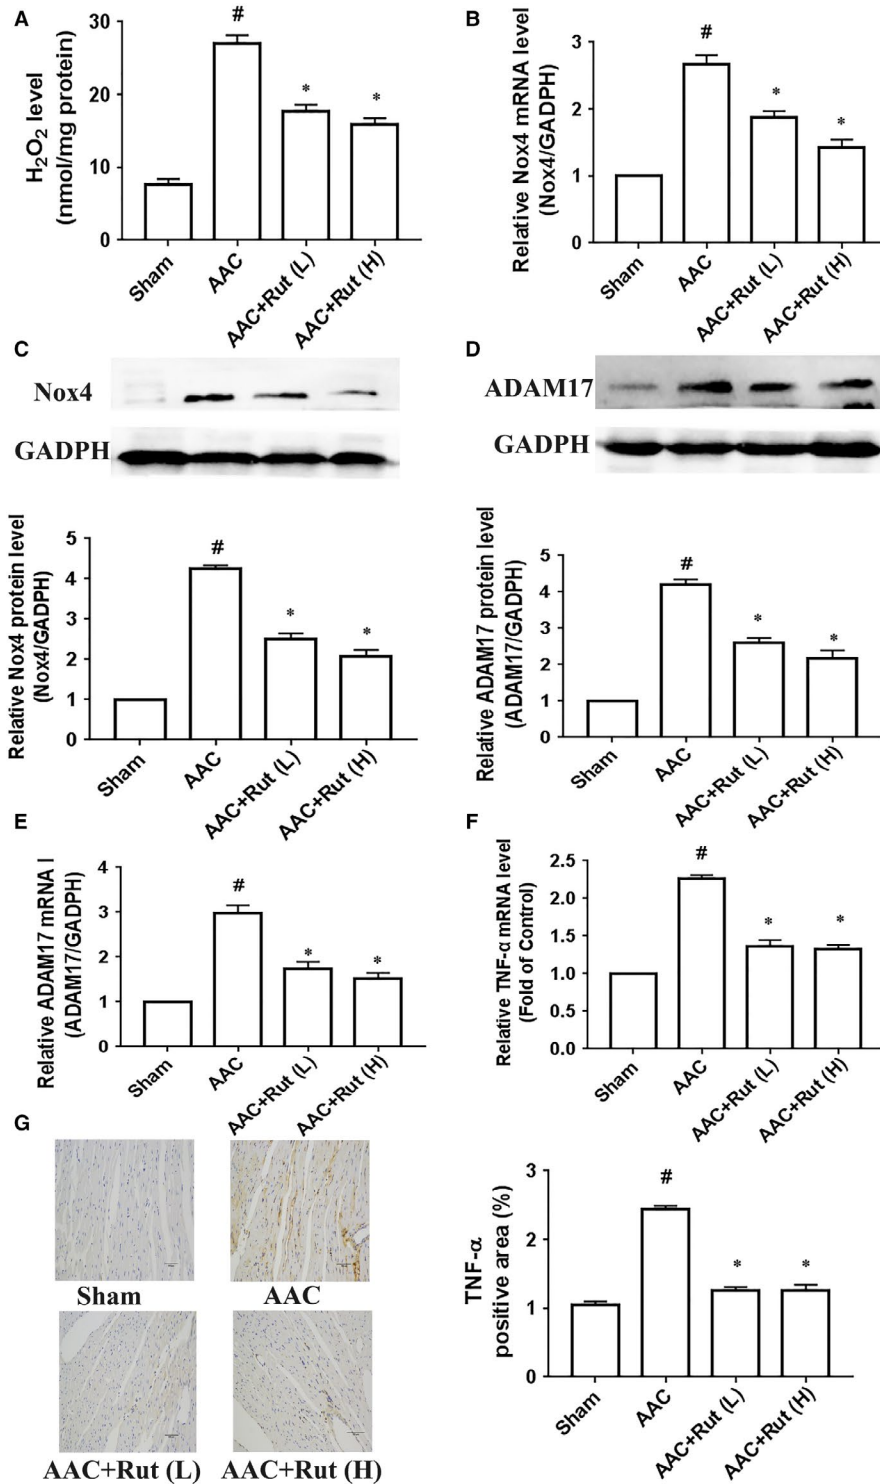 A
H2O2 level
(nmol/mg protein)
30
20
10
0
#
*
*
Sham
AAC
AAC+Rut (L)
AAC+Rut (H)
B
Relative Nox4 mRNA level
(Nox4/GADPH)
3
2
1
0
#
*
*
Sham
AAC
AAC+Rut (L)
AAC+Rut (H)
C
Nox4
GADPH
Relative Nox4 protein level
(Nox4/GADPH)
5
4
3
2
1
0
#
*
*
Sham
AAC
AAC+Rut (L)
AAC+Rut (H)
D
ADAM17
GADPH
Relative ADAM17 protein level
(ADAM17/GADPH)
5
4
3
2
1
0
#
*
*
Sham
AAC
AAC+Rut (L)
AAC+Rut (H)
E
Relative ADAM17 mRNA l
(ADAM17/GADPH)
4
3
2
1
0
#
*
*
Sham
AAC
AAC+Rut (L)
AAC+Rut (H)
F
Relative TNF-α mRNA level
(Fold of Control)
2.5
2.0
1.5
1.0
0.5
0.0
#
*
*
Sham
AAC
AAC+Rut (L)
AAC+Rut (H)
G
Sham
AAC
AAC+Rut (L)
AAC+Rut (H)
TNF-α
positive area (%)
3
2
1
0
#
*
*
Sham
AAC
AAC+Rut (L)
AAC+Rut (H)